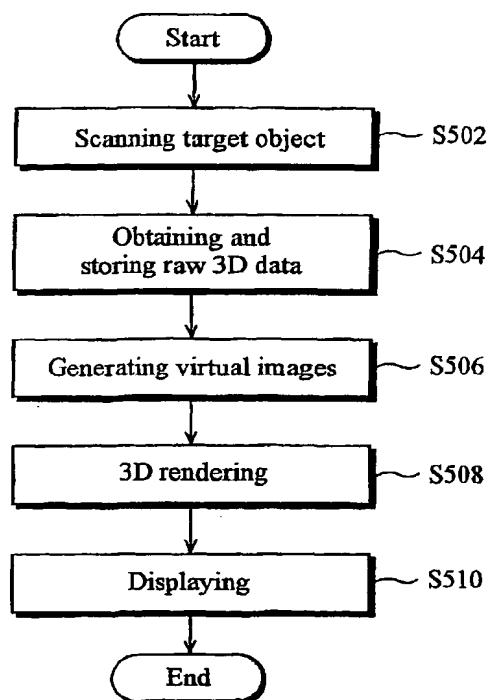 Start
Scanning target object
S502
Obtaining and
storing raw 3D data
S504
Generating virtual images
S506
3D rendering
S508
Displaying
S510
End